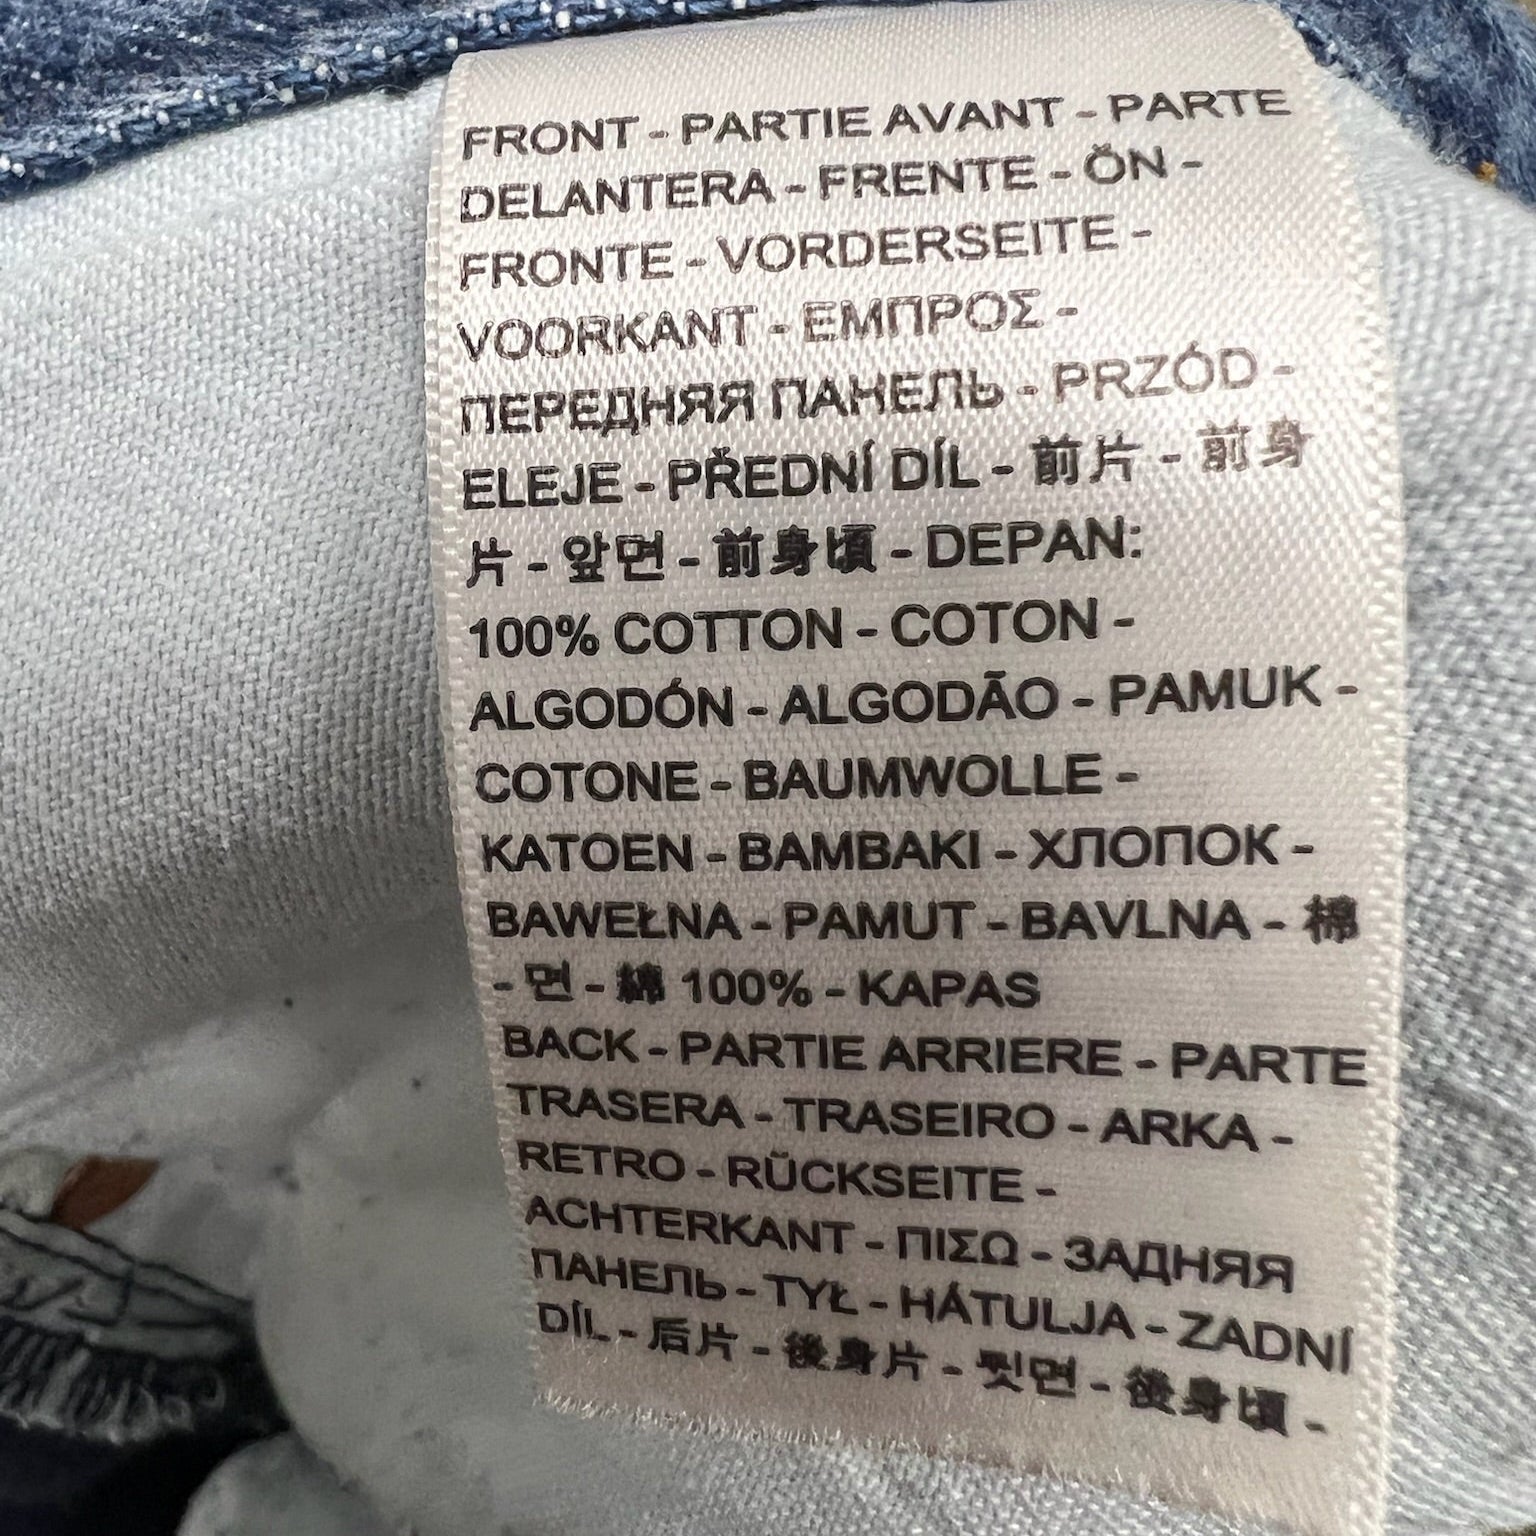 FRONT - PARTIE AVANT - PARTE
DELANTERA - FRENTE - ÖN -
FRONTE - VORDERSEITE -
VOORKANT - ΕΜΠΡΟΣ -
ПЕРЕДНЯЯ ПАНЕЛЬ - PRZÓD -
ELEJE - PŘEDNÍ DÍL - 前片 - 前身
片 - 앞면 - 前身頃 - DEPAN:
100% COTTON - COTON -
ALGODÓN - ALGODÃO - PAMUK -
COTONE - BAUMWOLLE -
KATOEN - BAMBAKI - ХЛОПОК -
BAWEŁNA - PAMUT - BAVLNA - 棉
- 면 - 綿 100% - KAPAS
BACK - PARTIE ARRIERE - PARTE
TRASERA - TRASEIRO - ARKA -
RETRO - RÜCKSEITE -
ACHTERKANT - ΠΙΣΩ - ЗАДНЯЯ
ПАНЕЛЬ - TYŁ - HÁTULJA - ZADNÍ
DÍL - 后片 - 後身片 - 뒷면 - 後身頃 -